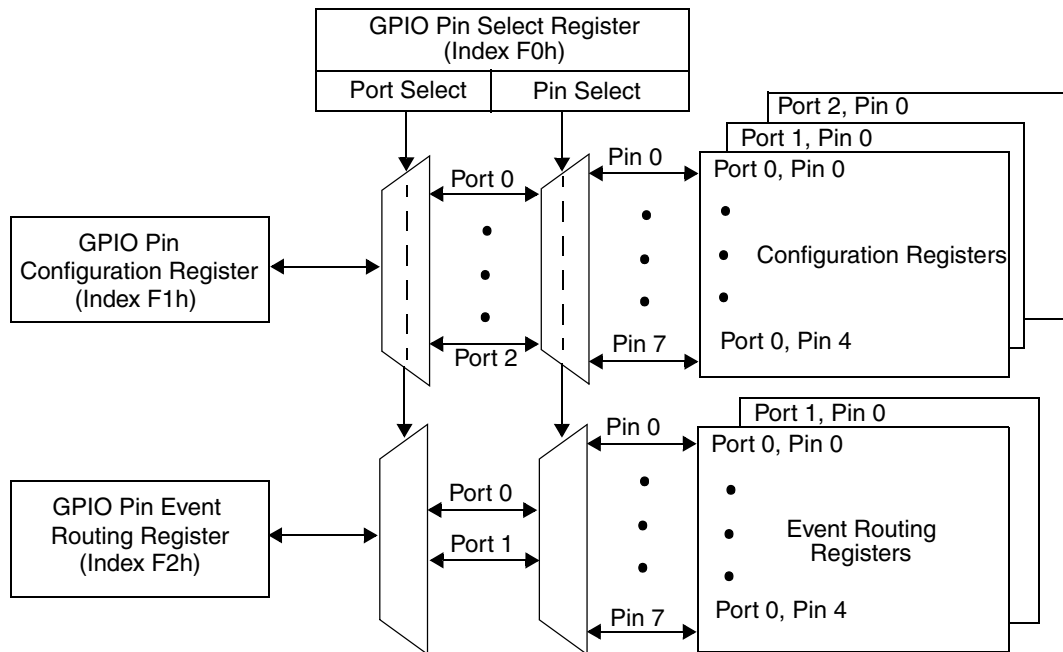 GPIO Pin Select Register
(Index F0h)
Port Select
Pin Select
Port 2, Pin 0
Port 1, Pin 0
Port 0, Pin 0
Configuration Registers
Port 0, Pin 4
Pin 0
Port 0
Port 2
Pin 7
GPIO Pin
Configuration Register
(Index F1h)
Port 1, Pin 0
Port 0, Pin 0
Event Routing
Registers
Port 0, Pin 4
Pin 0
Port 0
Port 1
Pin 7
GPIO Pin Event
Routing Register
(Index F2h)